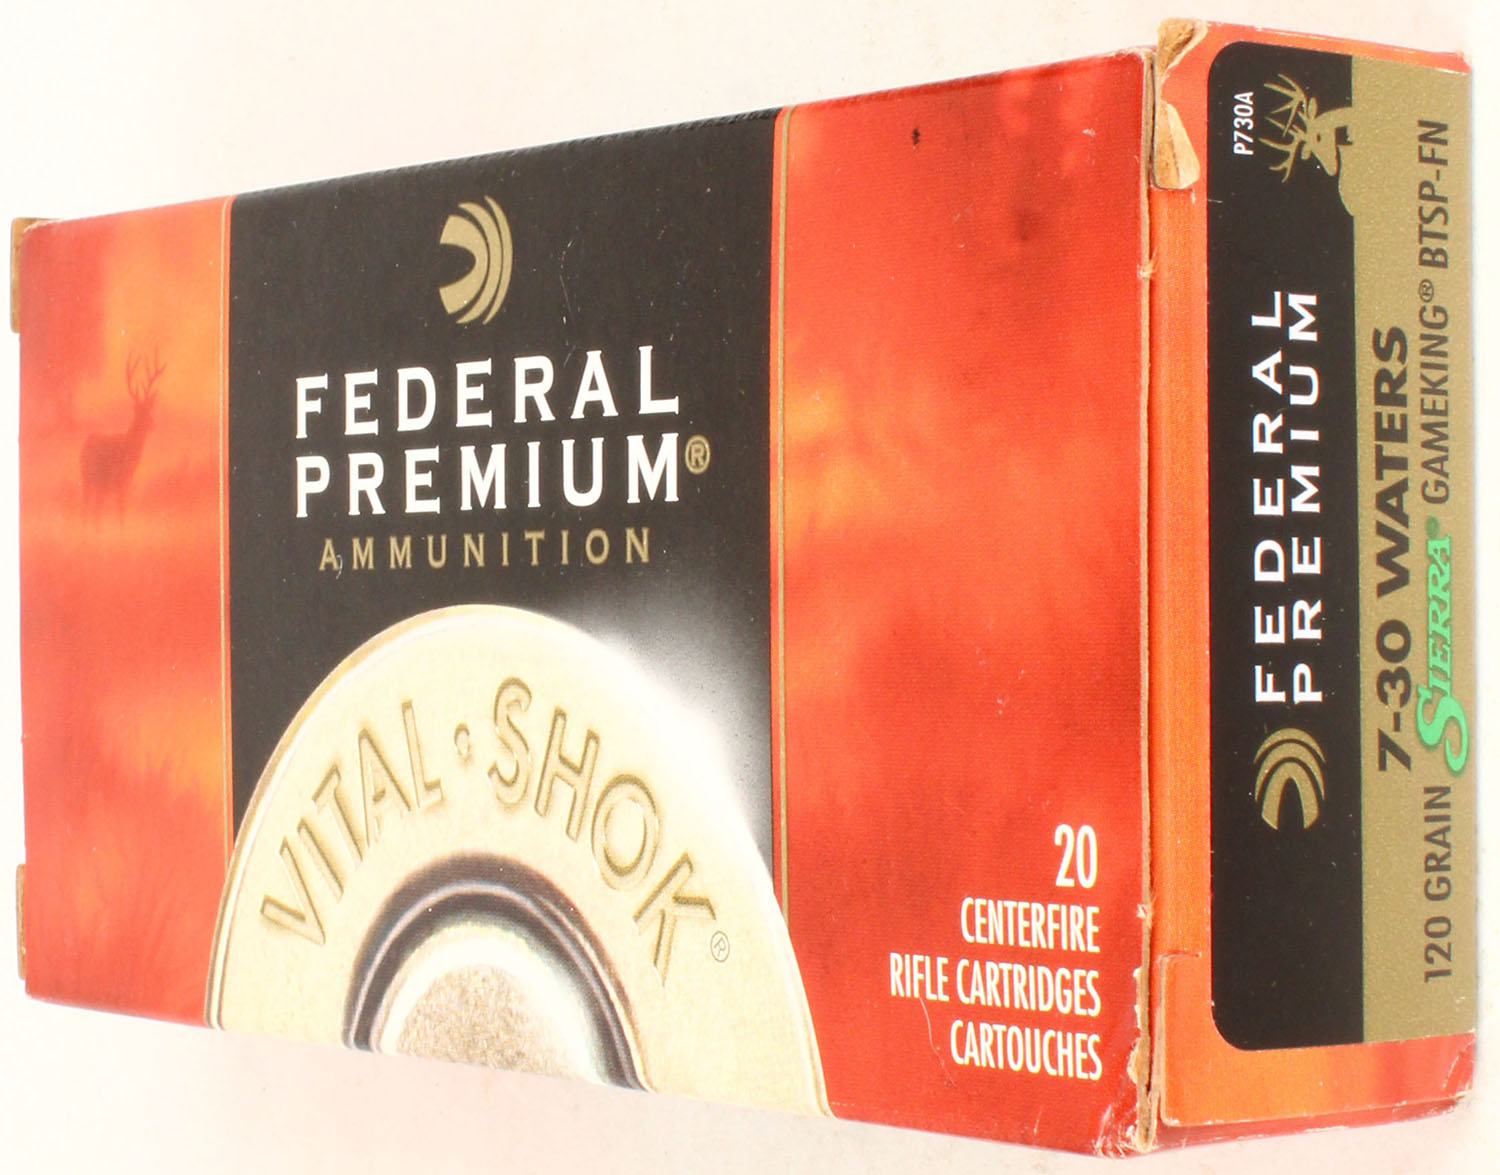 FEDERAL
PREMIUM®
AMMUNITION
VITAL·SHOK®
20
CENTERFIRE
RIFLE CARTRIDGES
CARTOUCHES
P730A
FEDERAL
PREMIUM
7-30 WATERS
120 GRAIN SIERRA® GAMEKING® BTSP-FN